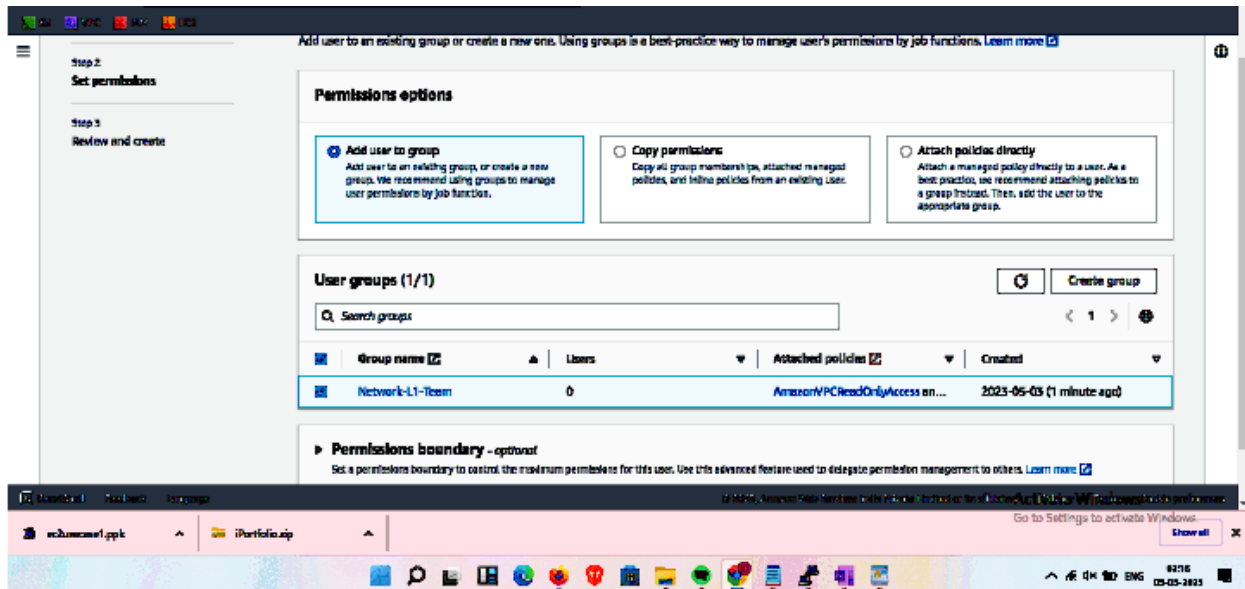 Add user to an existing group or create a new one. Using groups is a best-practice way to manage user's permissions by job functions. Learn more
Step 2
Set permissions
Step 3
Review and create
Permissions options
Add user to group
Add user to an existing group, or create a new
group. We recommend using groups to manage
user permissions by job function.
Copy permissions
Copy all group memberships, attached managed
policies, and inline policies from an existing user.
Attach policies directly
Attach a managed policy directly to a user. As a
best practice, we recommend attaching policies to
a group instead. Then, add the user to the
appropriate group.
User groups (1/1)
Create group
Search groups
1
Group name Users Attached policies Created
Network-L1-Team 0 AmazonVPCReadOnlyAccess an... 2023-05-03 (1 minute ago)
Permissions boundary - optional
Set a permissions boundary to control the maximum permissions for this user. Use this advanced feature used to delegate permission management to others. Learn more
CloudShell Feedback Language
Activate Windows
Go to Settings to activate Windows.
iPortfolio.zip
Show all
ENG